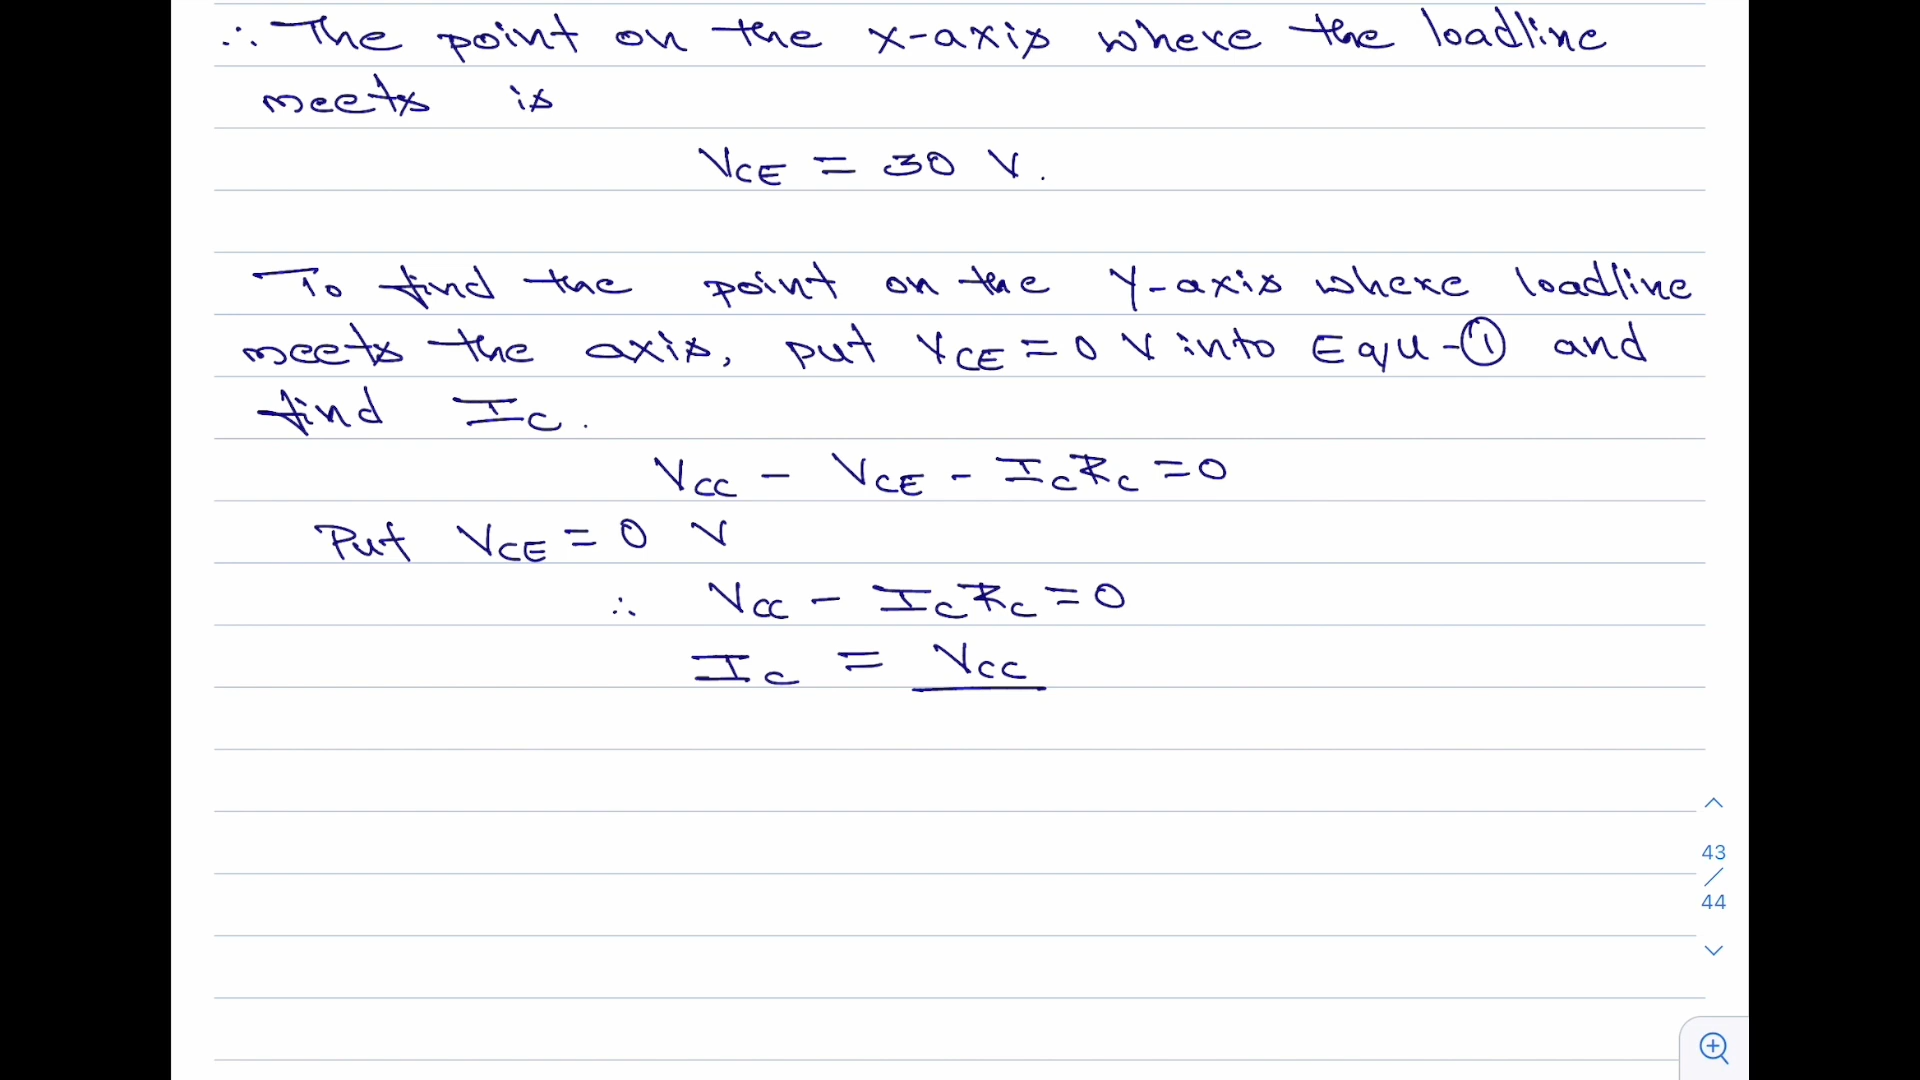 ∴ The point on the x-axis where the loadline
meets is
VCE = 30 V.
To find the point on the Y-axis where loadline
meets the axis, put VCE = 0 V into Equ-① and
find IC.
VCC - VCE - ICRC = 0
Put VCE = 0 V
∴ VCC - ICRC = 0
IC = VCC
43
/
44